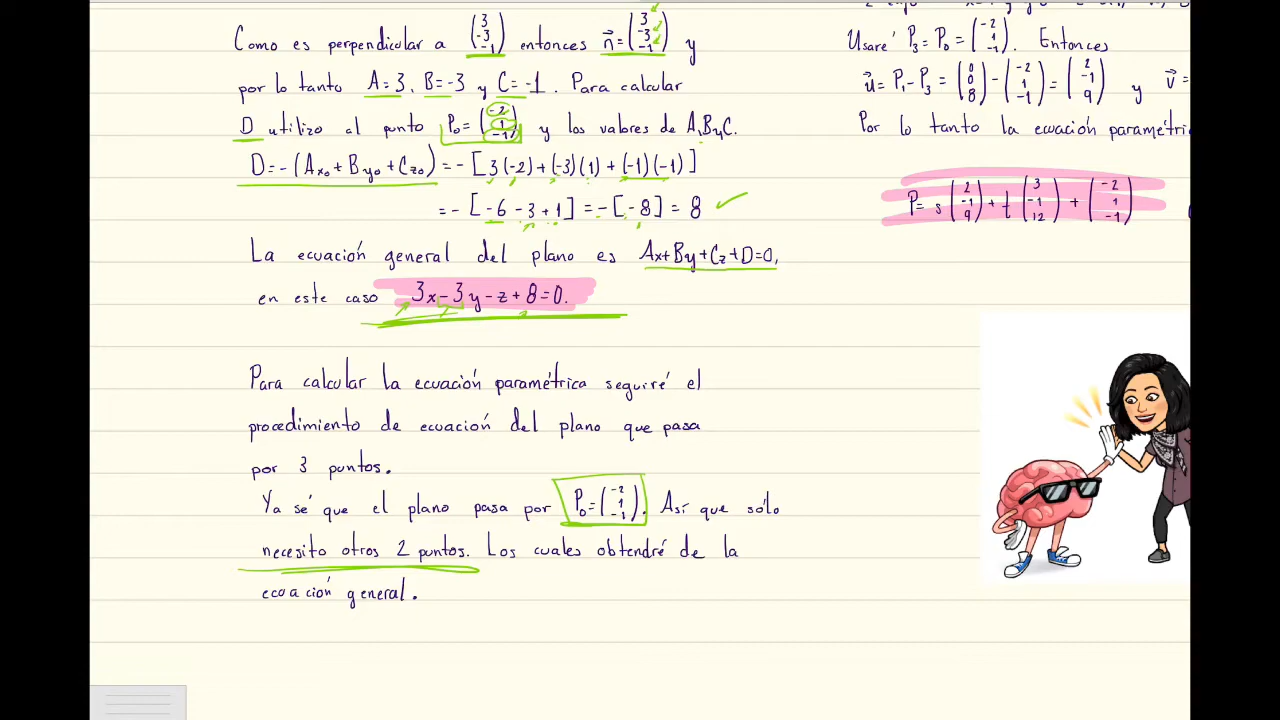 Como es perpendicular a (3 -3 -1) entonces n⃗=(3 -3 -1) y
por lo tanto A=3, B=-3 y C=-1. Para calcular
D utilizo al punto P₀=(-2 1 -1) y los valores de A,B y C.
D=-(Ax₀+By₀+Cz₀)=-[3(-2)+(-3)(1)+(-1)(-1)]
=-[-6-3+1]=-[-8]=8
La ecuación general del plano es Ax+By+Cz+D=0,
en este caso 3x-3y-z+8=0.
Para calcular la ecuación paramétrica seguiré el
procedimiento de ecuación del plano que pasa
por 3 puntos.
Ya sé que el plano pasa por P₀=(-2 1 -1). Así que sólo
necesito otros 2 puntos. Los cuales obtendré de la
ecoación general.
Usaré P₃=P₀=(-2 1 -1). Entonces
u⃗=P₁-P₃=(0 0 8)-(-2 1 -1)=(2 -1 9) y v⃗=
Por lo tanto la ecuación paramétri
P=s(2 -1 9)+t(3 -1 12)+(-2 1 -1)